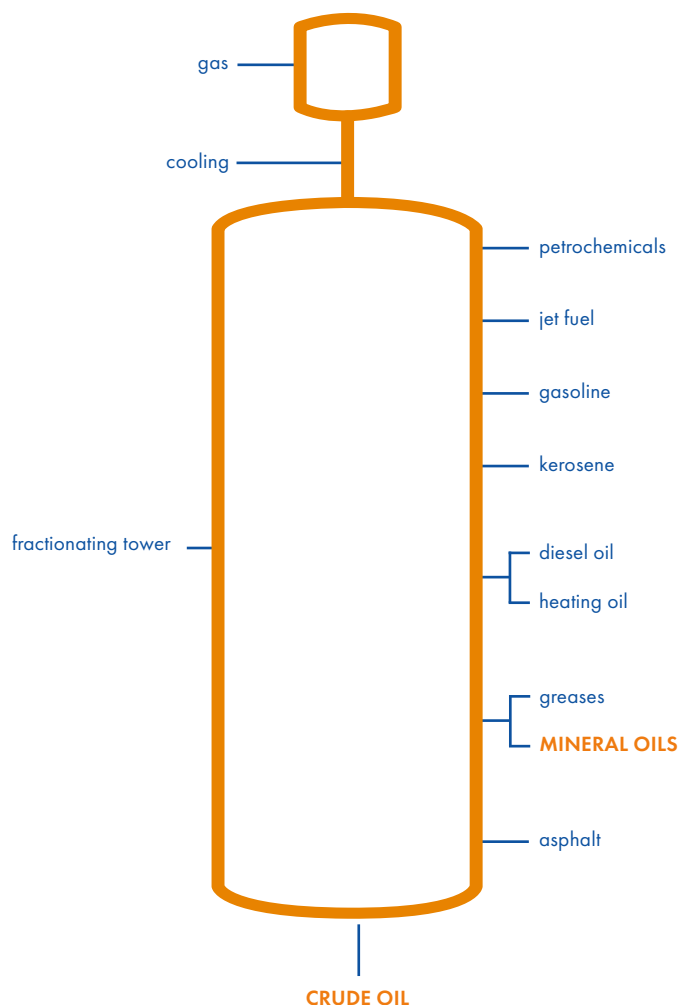 gas
cooling
petrochemicals
jet fuel
gasoline
kerosene
fractionating tower
diesel oil
heating oil
greases
MINERAL OILS
asphalt
CRUDE OIL